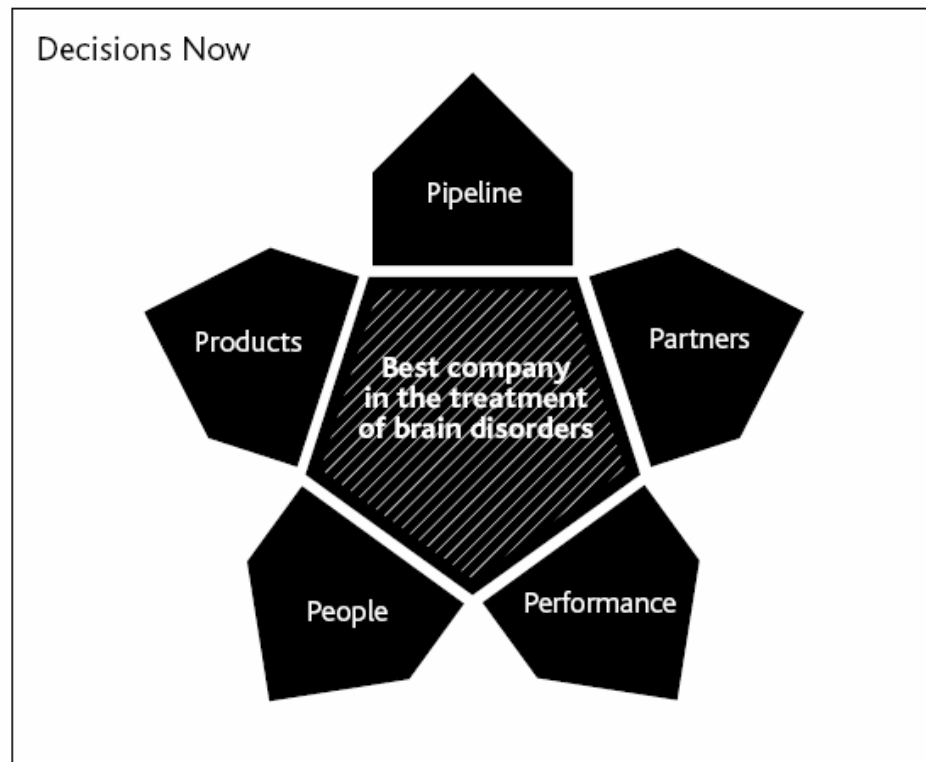 Decisions Now
Pipeline
Products
Partners
Best company
in the treatment
of brain disorders
People
Performance